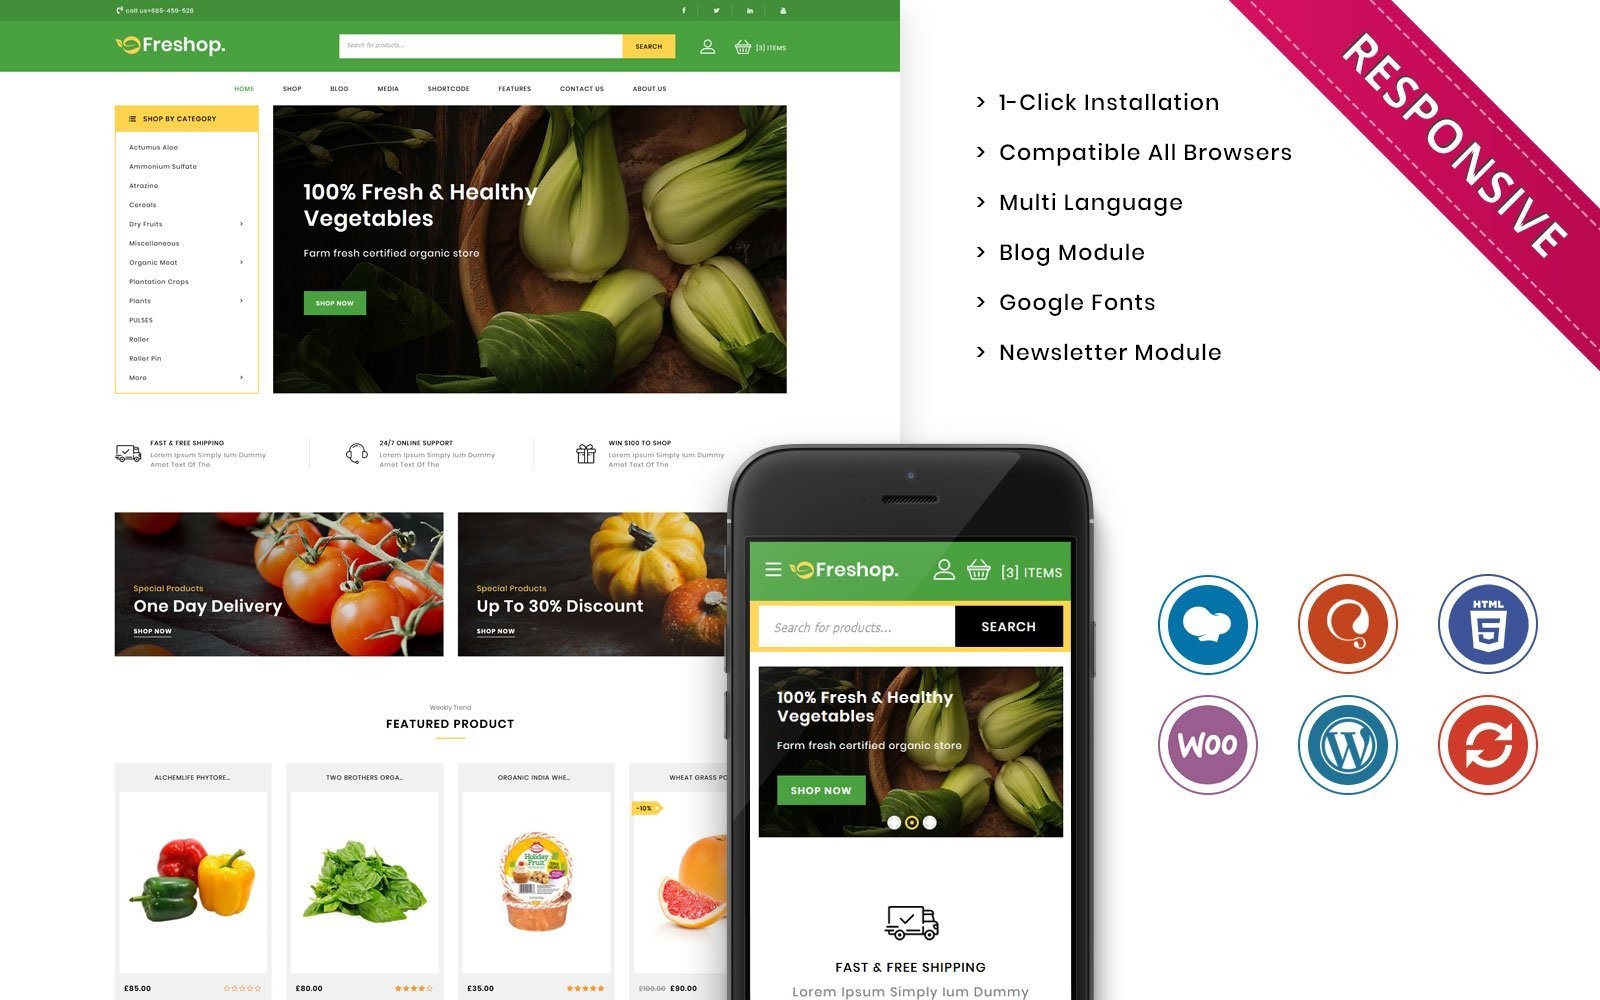 call us+685-459-528
Freshop.
Search for products...
SEARCH
[3] ITEMS
HOME SHOP BLOG MEDIA SHORTCODE FEATURES CONTACT US ABOUT US
SHOP BY CATEGORY
Actumus Aloe
Ammonium Sulfate
Atrazine
Cereals
Dry Fruits
Miscellaneous
Organic Meat
Plantation Crops
Plants
PULSES
Roller
Roller Pin
More
100% Fresh & Healthy
Vegetables
Farm fresh certified organic store
SHOP NOW
FAST & FREE SHIPPING
Lorem Ipsum Simply Ium Dummy
Amet Text Of The
24/7 ONLINE SUPPORT
Lorem Ipsum Simply Ium Dummy
Amet Text Of The
WIN $100 TO SHOP
Lorem Ipsum Simply Ium Dummy
Amet Text Of The
Special Products
One Day Delivery
SHOP NOW
Special Products
Up To 30% Discount
SHOP NOW
Weekly Trend
FEATURED PRODUCT
ALCHEMLIFE PHYTORE..
TWO BROTHERS ORGA..
ORGANIC INDIA WHE..
WHEAT GRASS PO
-10%
Holiday
Fruit
£85.00
£80.00
£35.00
£100.00 £90.00
Freshop.
[3] ITEMS
Search for products...
SEARCH
100% Fresh & Healthy
Vegetables
Farm fresh certified organic store
SHOP NOW
FAST & FREE SHIPPING
Lorem Ipsum Simply Ium Dummy
> 1-Click Installation
> Compatible All Browsers
> Multi Language
> Blog Module
> Google Fonts
> Newsletter Module
RESPONSIVE
HTML
5
WOO
W